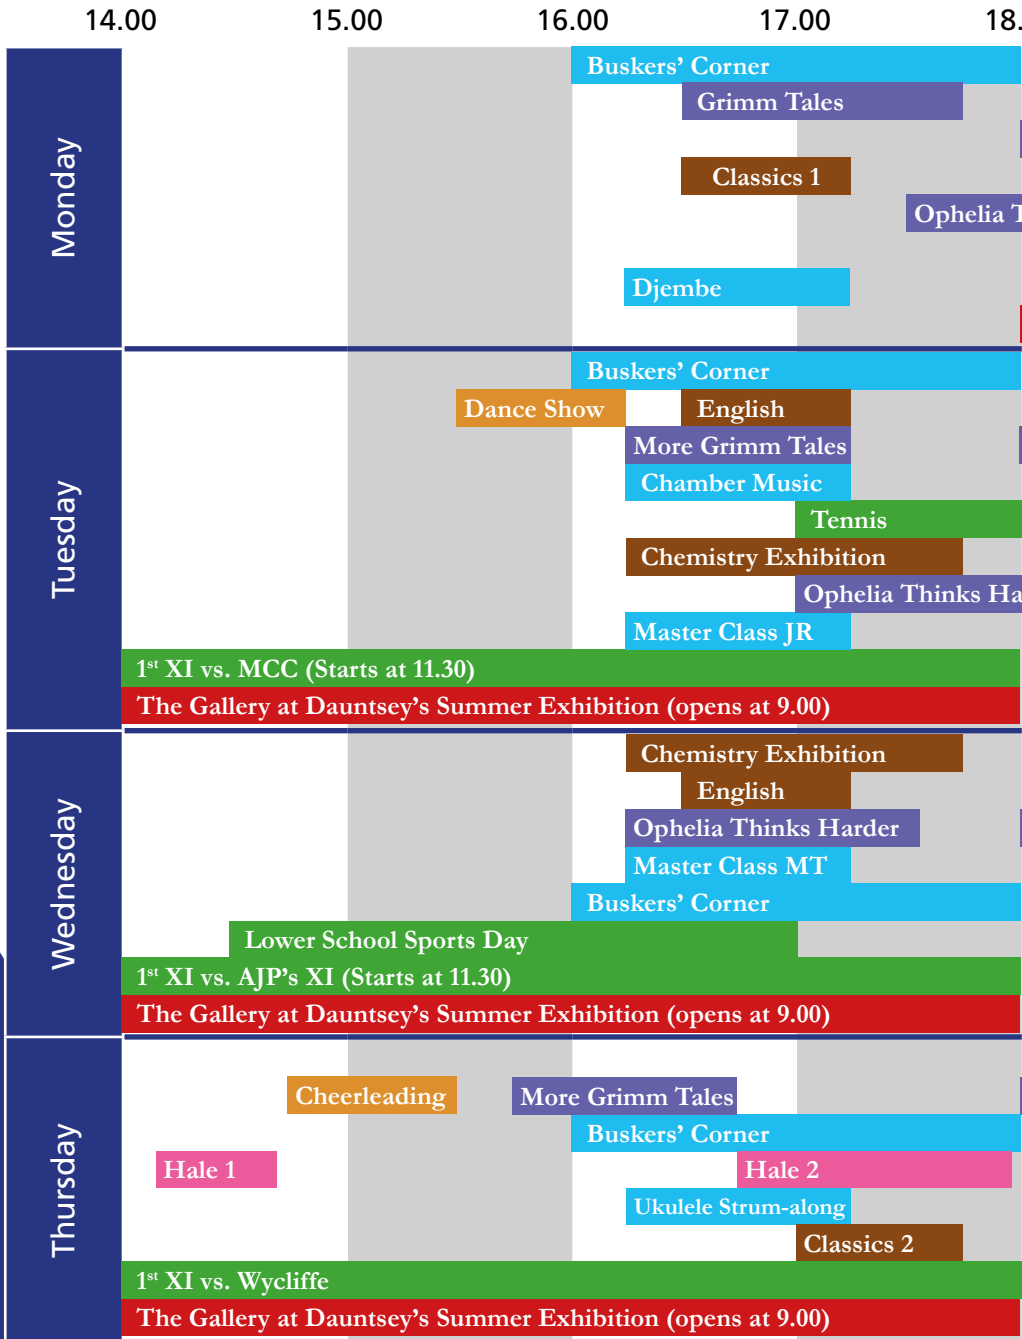 14.00 15.00 16.00 17.00 18.
Monday
Buskers' Corner
Grimm Tales
Classics 1
Ophelia T
Djembe
Tuesday
Buskers' Corner
Dance Show English
More Grimm Tales
Chamber Music
Tennis
Chemistry Exhibition
Ophelia Thinks Ha
Master Class JR
1st XI vs. MCC (Starts at 11.30)
The Gallery at Dauntsey's Summer Exhibition (opens at 9.00)
Wednesday
Chemistry Exhibition
English
Ophelia Thinks Harder
Master Class MT
Buskers' Corner
Lower School Sports Day
1st XI vs. AJP's XI (Starts at 11.30)
The Gallery at Dauntsey's Summer Exhibition (opens at 9.00)
Thursday
Cheerleading More Grimm Tales
Buskers' Corner
Hale 1 Hale 2
Ukulele Strum-along
Classics 2
1st XI vs. Wycliffe
The Gallery at Dauntsey's Summer Exhibition (opens at 9.00)